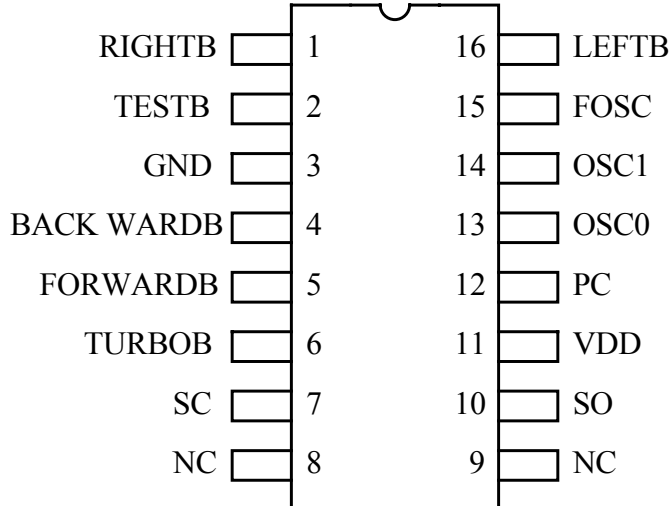 RIGHTB 1 16 LEFTB
TESTB 2 15 FOSC
GND 3 14 OSC1
BACK WARDB 4 13 OSC0
FORWARDB 5 12 PC
TURBOB 6 11 VDD
SC 7 10 SO
NC 8 9 NC